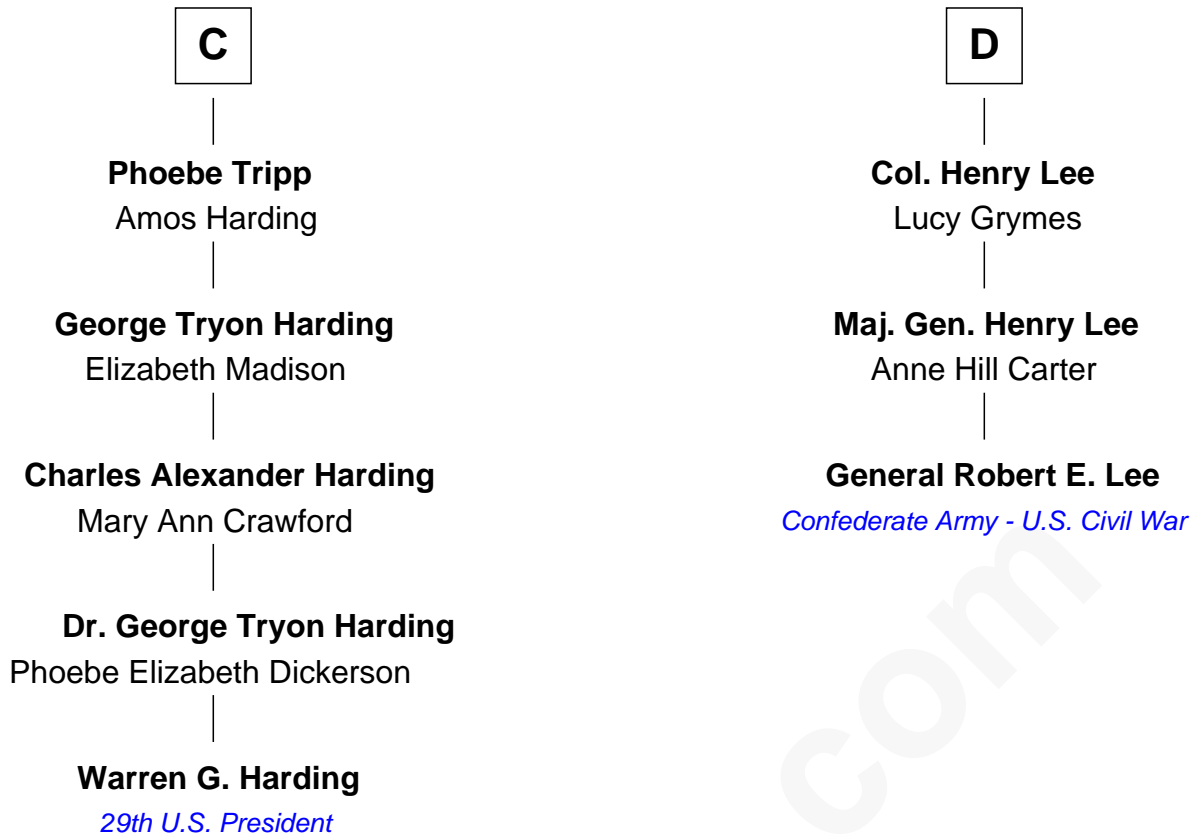 C
Phoebe Tripp
Amos Harding
George Tryon Harding
Elizabeth Madison
Charles Alexander Harding
Mary Ann Crawford
Dr. George Tryon Harding
Phoebe Elizabeth Dickerson
Warren G. Harding
29th U.S. President
D
Col. Henry Lee
Lucy Grymes
Maj. Gen. Henry Lee
Anne Hill Carter
General Robert E. Lee
Confederate Army - U.S. Civil War
com